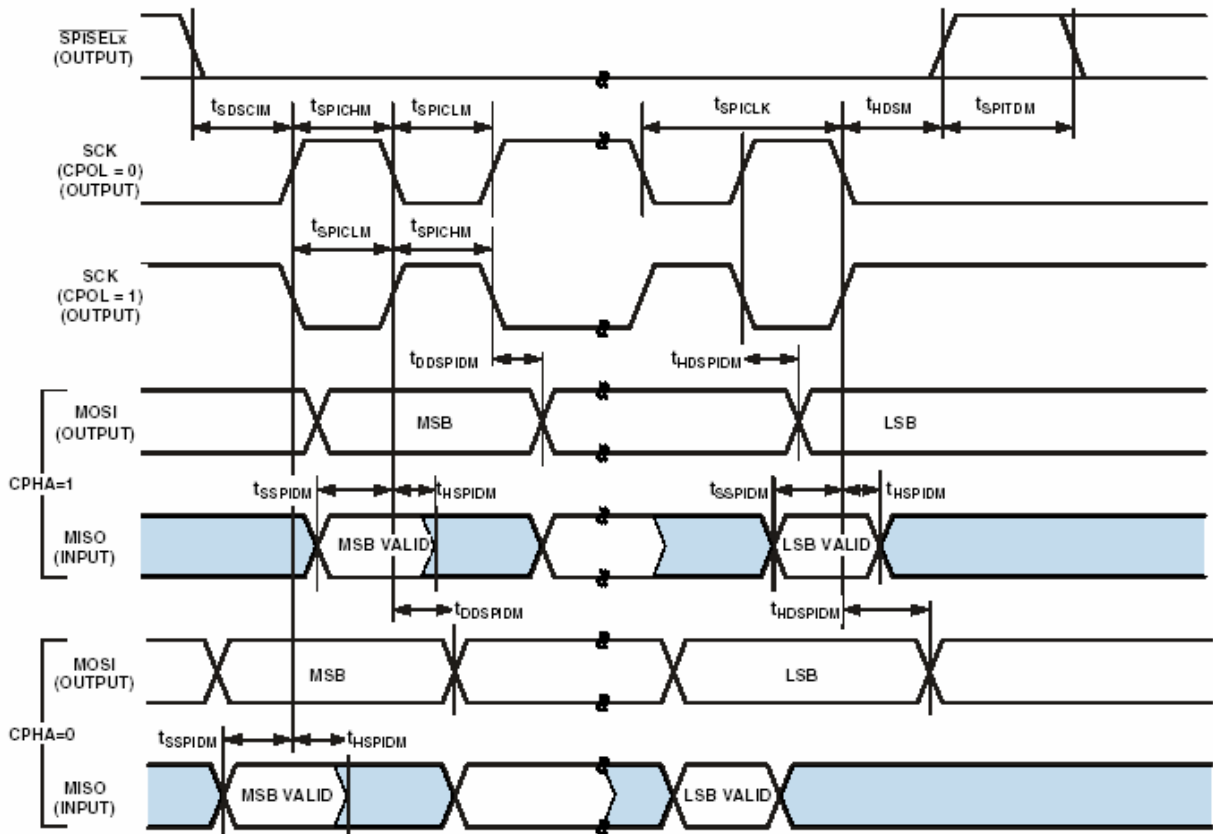 SPISELx
(OUTPUT)
tSDSCIM tSPICHM tSPICLM tSPICLK tHDSM tSPITDM
SCK
(CPOL = 0)
(OUTPUT)
tSPICLM tSPICHM
SCK
(CPOL = 1)
(OUTPUT)
tDDSPIDM tHDSPIDM
MOSI
(OUTPUT)
MSB LSB
CPHA=1
tSSPIDM tHSPIDM tSSPIDM tHSPIDM
MISO
(INPUT)
MSB VALID LSB VALID
tDDSPIDM tHDSPIDM
MOSI
(OUTPUT)
MSB LSB
CPHA=0
tSSPIDM tHSPIDM
MISO
(INPUT)
MSB VALID LSB VALID